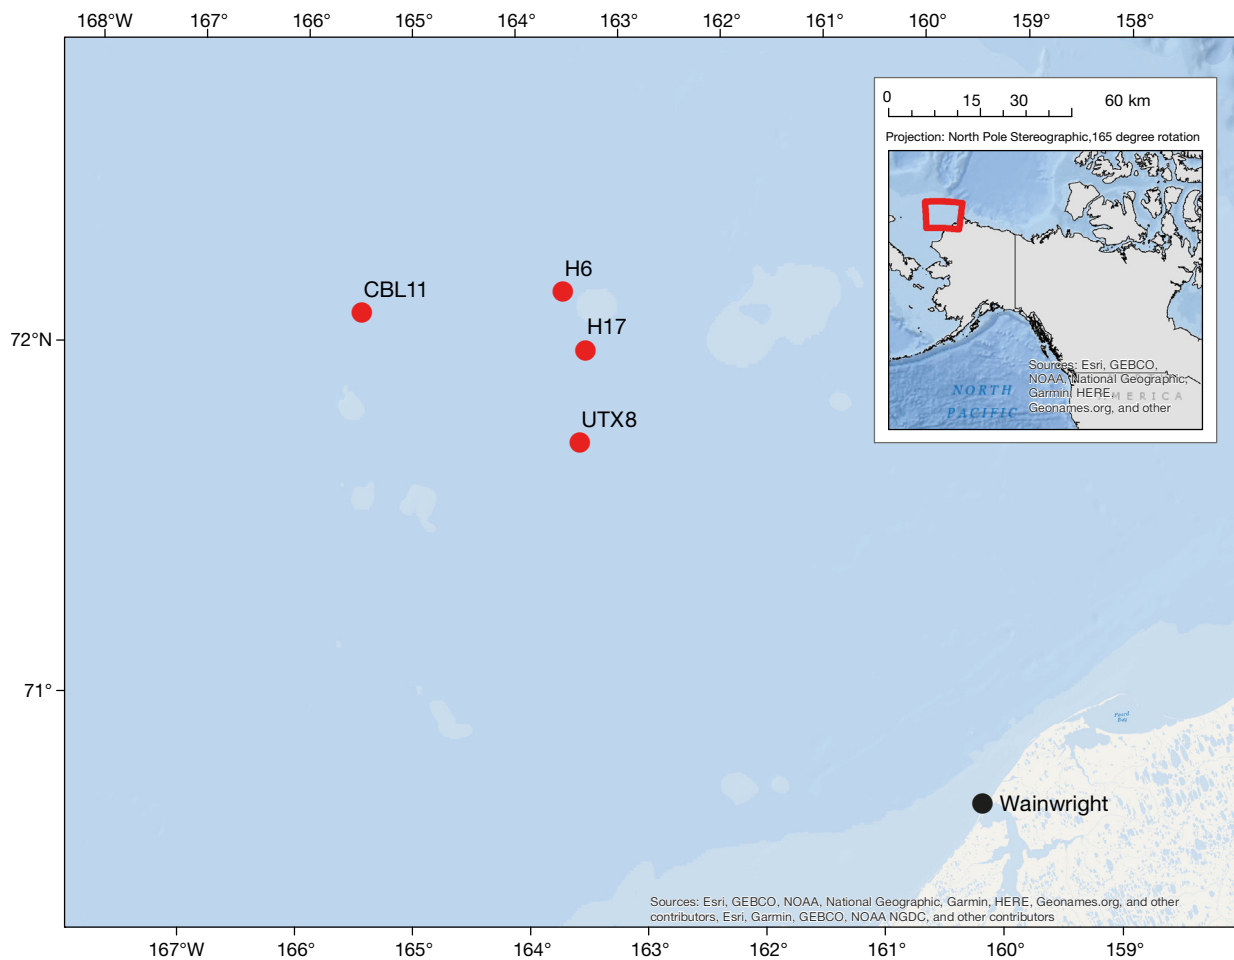 168°W 167° 166° 165° 164° 163° 162° 161° 160° 159° 158°
0 15 30 60 km
Projection: North Pole Stereographic,165 degree rotation
H6
CBL11
H17
72°N
Sources: Esri, GEBCO,
NOAA, National Geographic,
Garmin, HERE,
Geonames.org, and other
NORTH
PACIFIC
AMERICA
UTX8
71°
Peard
Bay
Wainwright
Sources: Esri, GEBCO, NOAA, National Geographic, Garmin, HERE, Geonames.org, and other
contributors, Esri, Garmin, GEBCO, NOAA NGDC, and other contributors
167°W 166° 165° 164° 163° 162° 161° 160° 159°